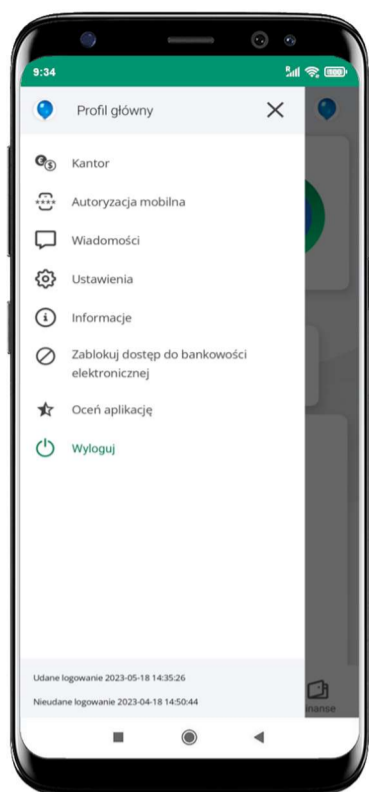 9:34
Profil główny
Kantor
Autoryzacja mobilna
Wiadomości
Ustawienia
Informacje
Zablokuj dostęp do bankowości
elektronicznej
Oceń aplikację
Wyloguj
Udane logowanie 2023-05-18 14:35:26
Nieudane logowanie 2023-04-18 14:50:44
inanse